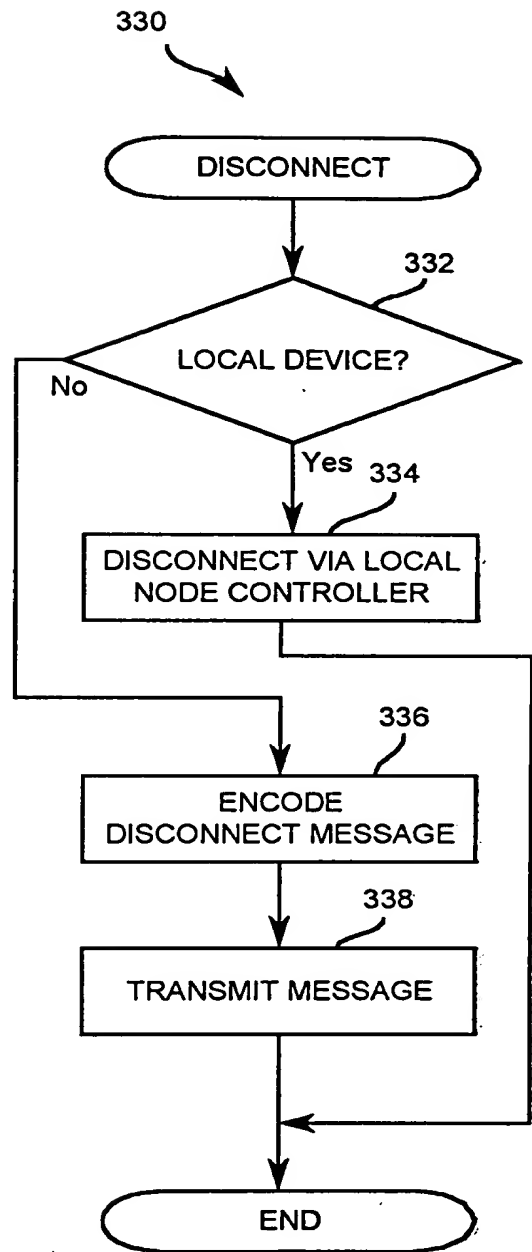 330
DISCONNECT
332
LOCAL DEVICE?
No
Yes
334
DISCONNECT VIA LOCAL
NODE CONTROLLER
336
ENCODE
DISCONNECT MESSAGE
338
TRANSMIT MESSAGE
END